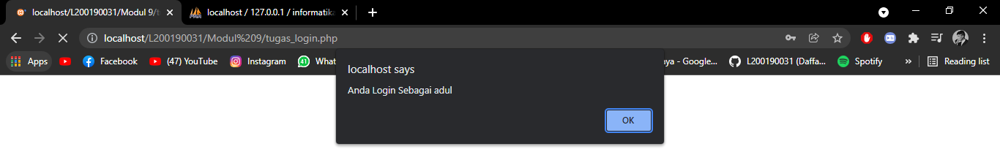 localhost/L200190031/Modul 9/t
localhost / 127.0.0.1 / informatika
localhost/L200190031/Modul%209/tugas_login.php
Apps
Facebook
(47) YouTube
Instagram
41
What
aya - Google...
L200190031 (Daffa...
Spotify
Reading list
localhost says
Anda Login Sebagai adul
OK